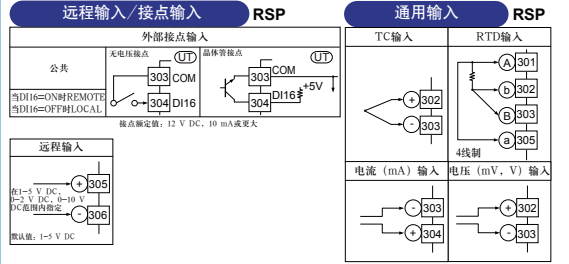 远程输入/接点输入 RSP
外部接点输入
公共
当DI16=ON时REMOTE
当DI16=OFF时LOCAL
无电压接点
UT
303 COM
304 DI16
晶体管接点
UT
COM
303
+5V
DI16
304
接点额定值: 12 V DC, 10 mA或更大
远程输入
+ 305
在1-5 V DC,
0-2 V DC, 0-10 V
DC范围内指定
- 306
默认值: 1-5 V DC
通用输入 RSP
TC输入
+ 302
- 303
RTD输入
A 301
b 302
B 303
a 305
4线制
电流 (mA) 输入
- 303
+ 304
电压 (mV, V) 输入
+ 302
- 303